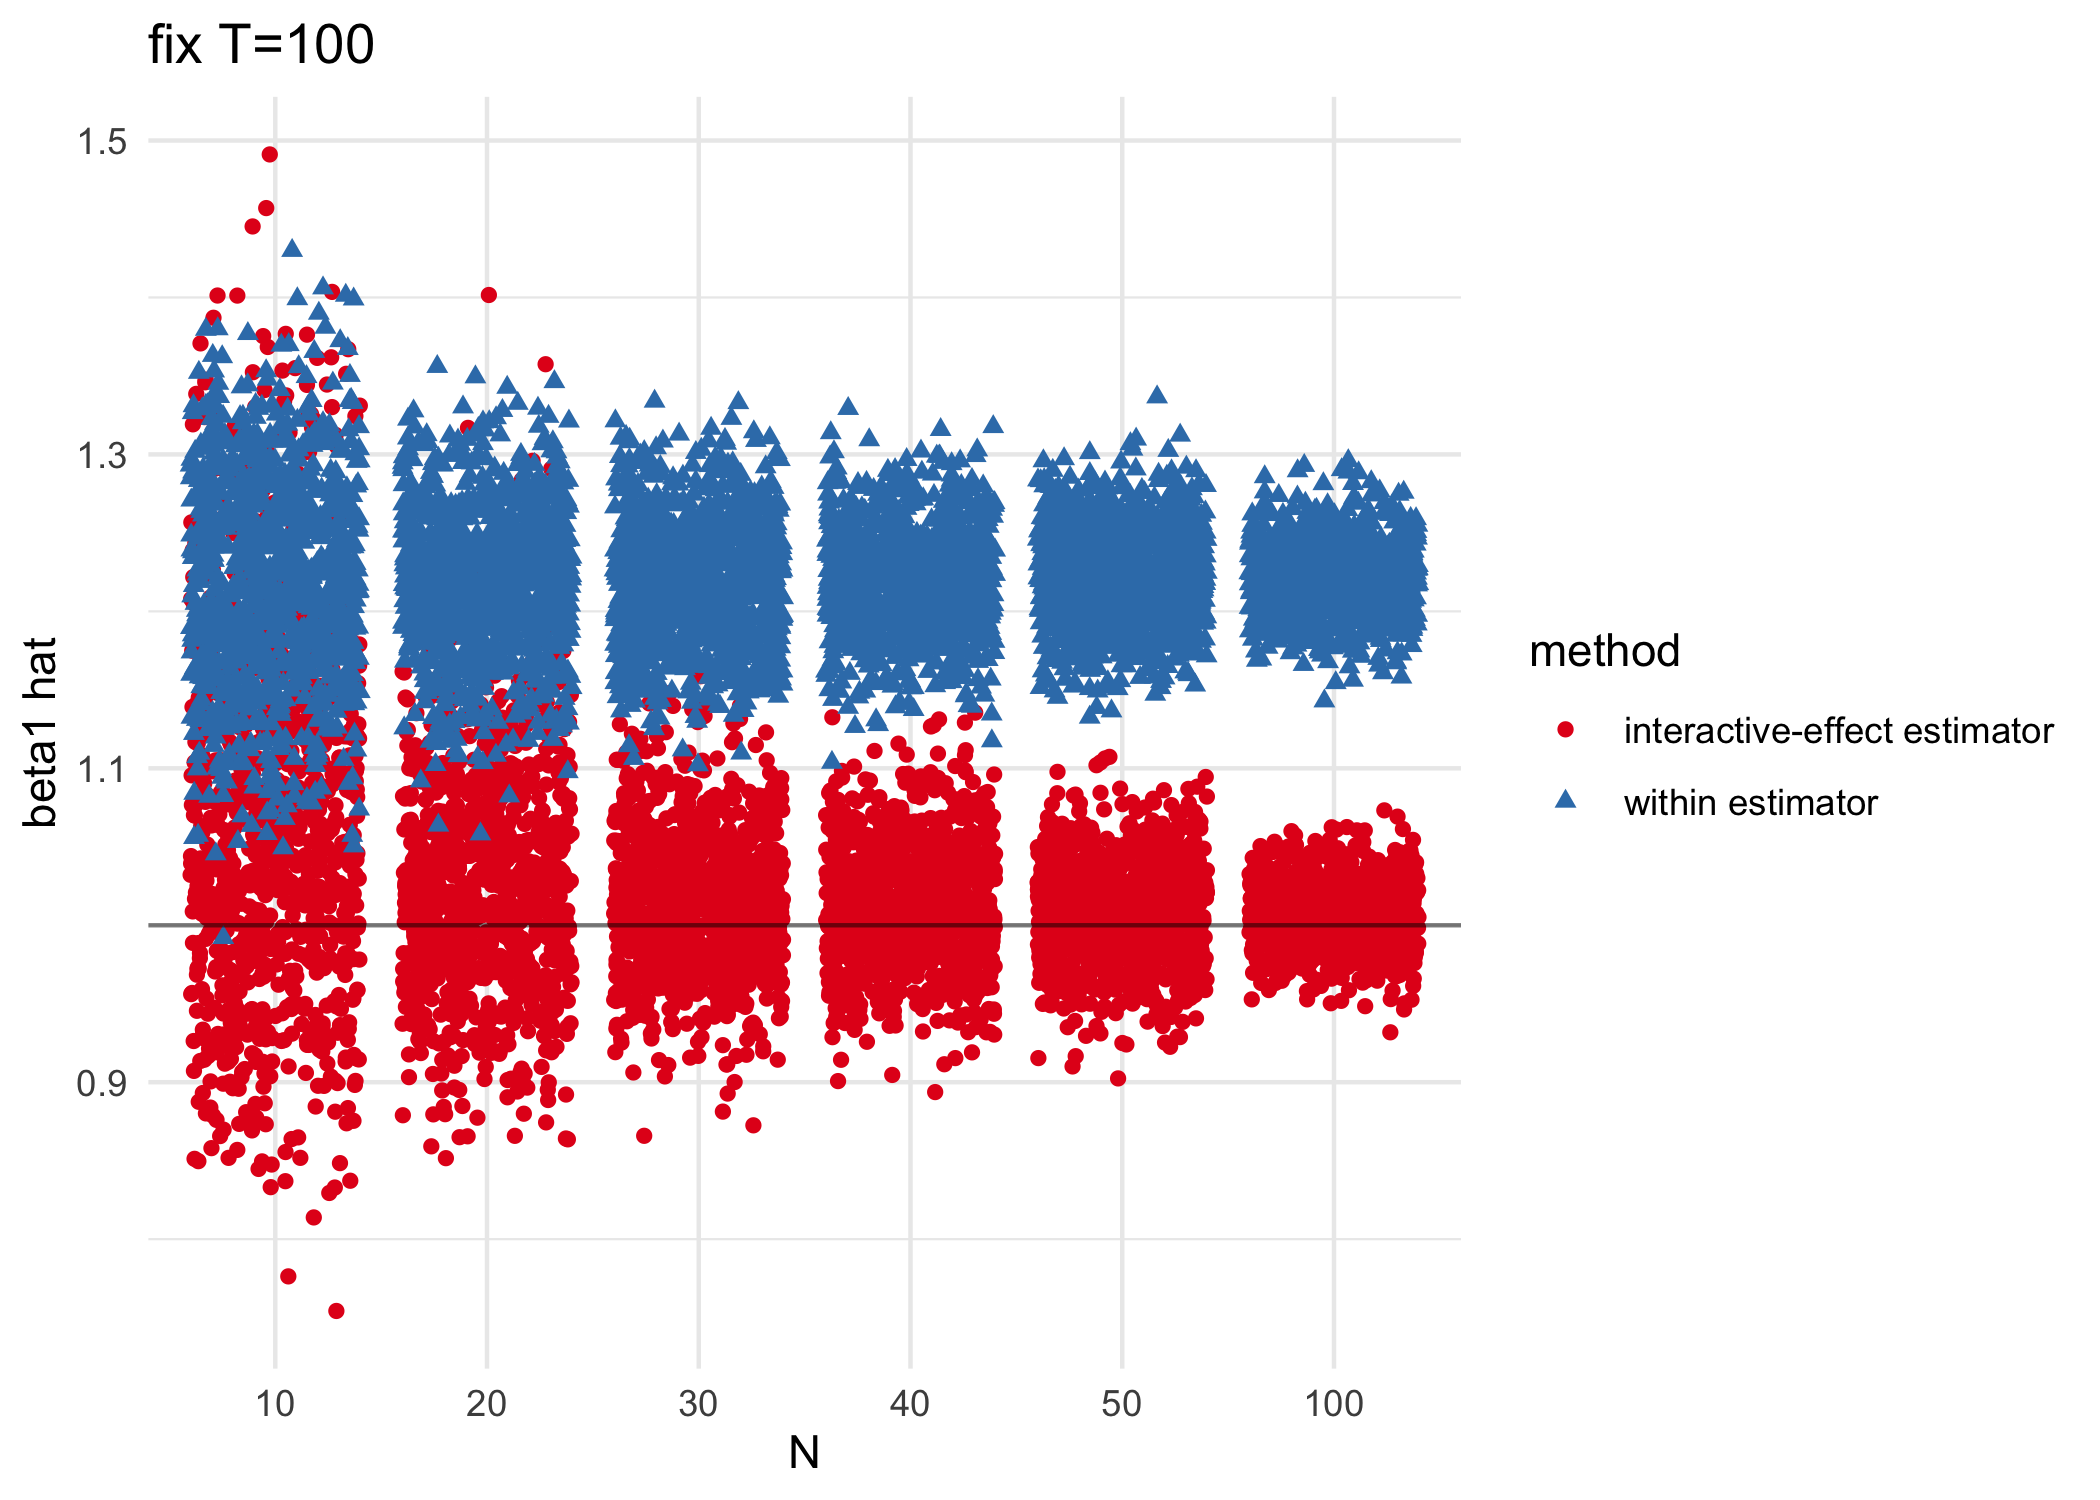 fix T=100
1.5
1.3
1.1
0.9
beta1 hat
10 20 30 40 50 100
N
method
interactive-effect estimator
within estimator